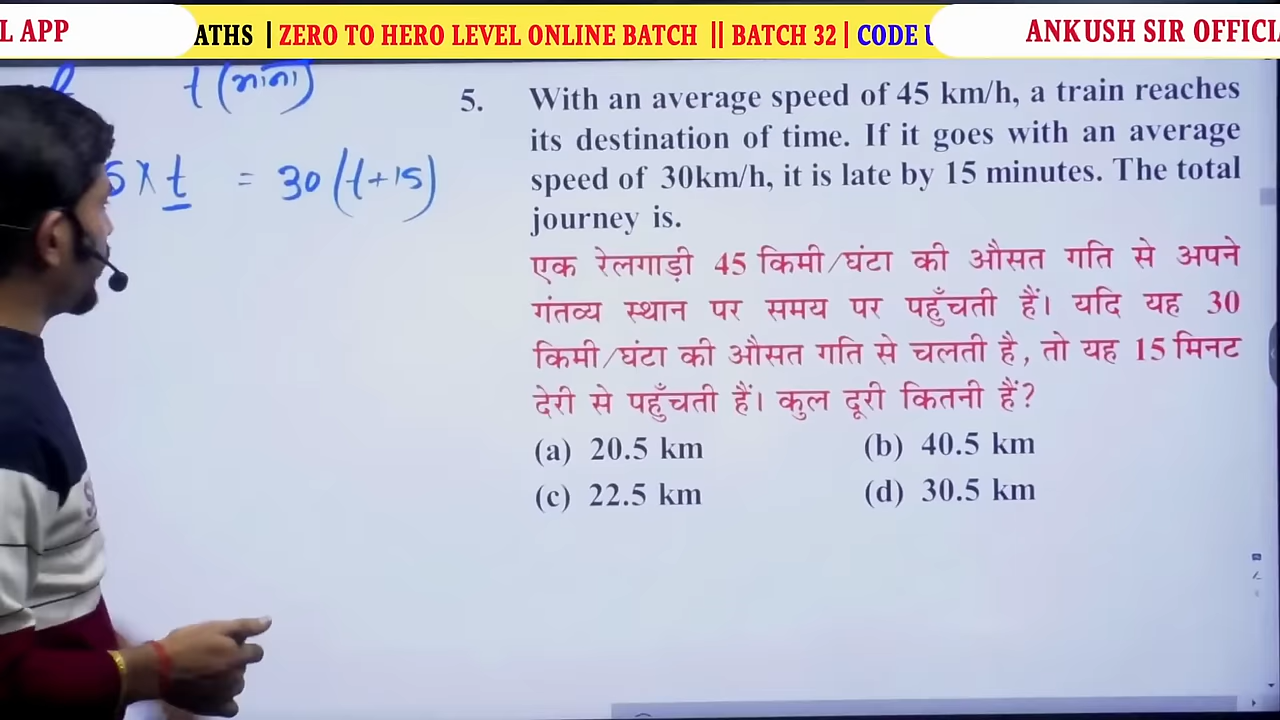 L APP
ATHS | ZERO TO HERO LEVEL ONLINE BATCH || BATCH 32 | CODE U
ANKUSH SIR OFFICI
t (माना)
5 × t = 30 (t+15)
5. With an average speed of 45 km/h, a train reaches
its destination of time. If it goes with an average
speed of 30km/h, it is late by 15 minutes. The total
journey is.
एक रेलगाड़ी 45 किमी/घंटा की औसत गति से अपने
गंतव्य स्थान पर समय पर पहुँचती हैं। यदि यह 30
किमी/घंटा की औसत गति से चलती है, तो यह 15 मिनट
देरी से पहुँचती हैं। कुल दूरी कितनी हैं?
(a) 20.5 km (b) 40.5 km
(c) 22.5 km (d) 30.5 km